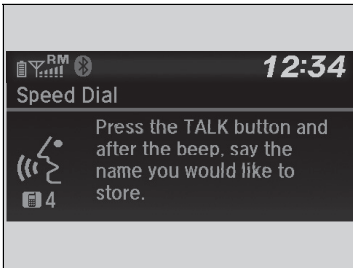 RM
12:34
Speed Dial
Press the TALK button and
after the beep, say the
name you would like to
store.
4